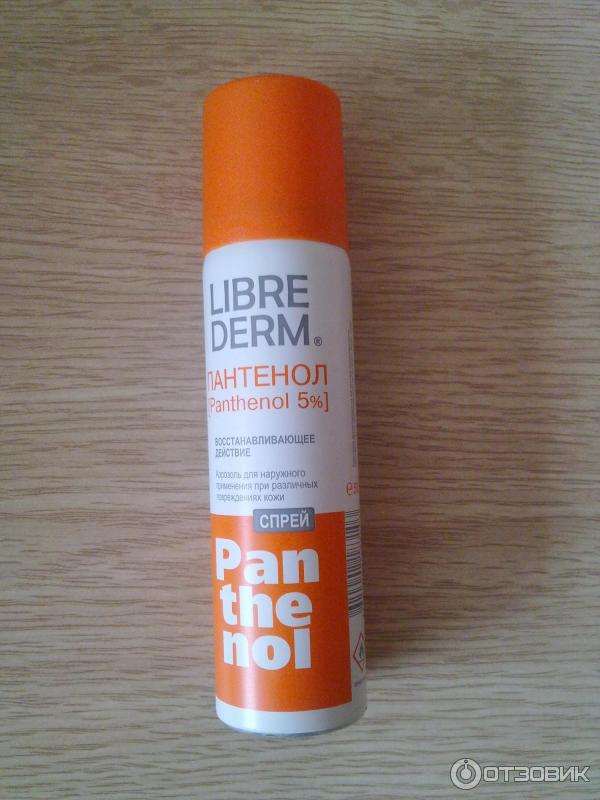 LIBRE
DERM®
ПАНТЕНОЛ
[Panthenol 5%]
ВОССТАНАВЛИВАЮЩЕЕ
ДЕЙСТВИЕ
Аэрозоль для наружного
применения при различных
повреждениях кожи
СПРЕЙ
Pan
the
nol
ОТЗОВИК